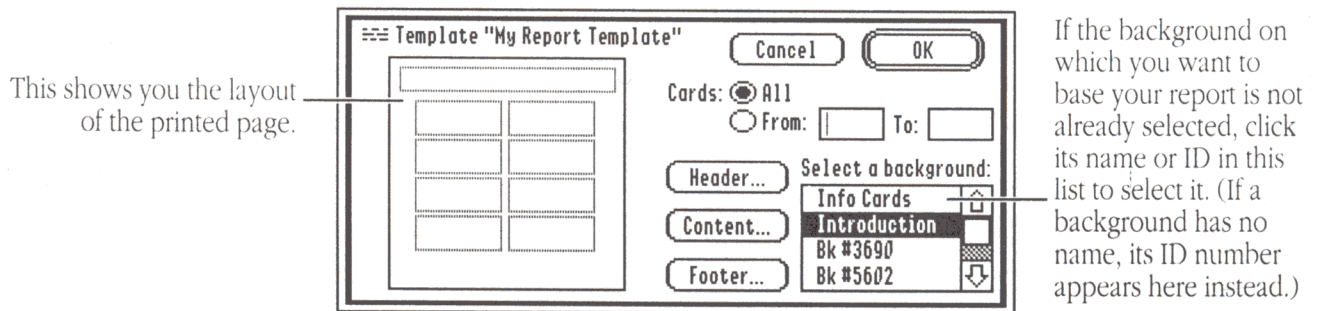 This shows you the layout
of the printed page.
Template "My Report Template"
Cancel
OK
Cards: All
From: To:
Header...
Content...
Footer...
Select a background:
Info Cards
Introduction
Bk #3690
Bk #5602
If the background on
which you want to
base your report is not
already selected, click
its name or ID in this
list to select it. (If a
background has no
name, its ID number
appears here instead.)